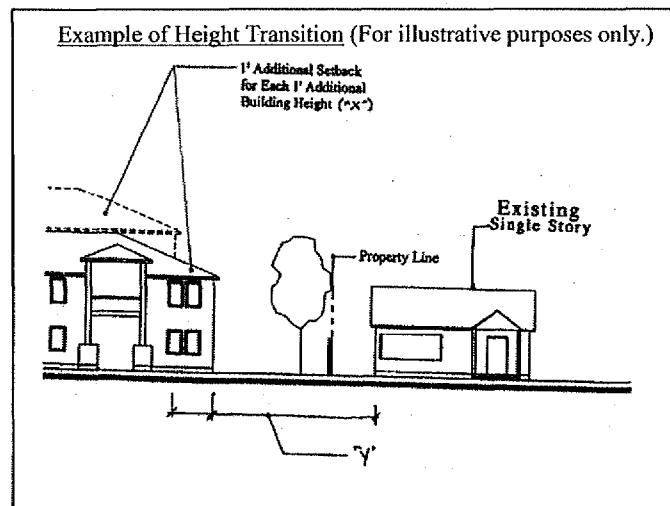 Example of Height Transition (For illustrative purposes only.)
1' Additional Setback
for Each 1' Additional
Building Height ("X")
Existing
Single Story
Property Line
"Y"